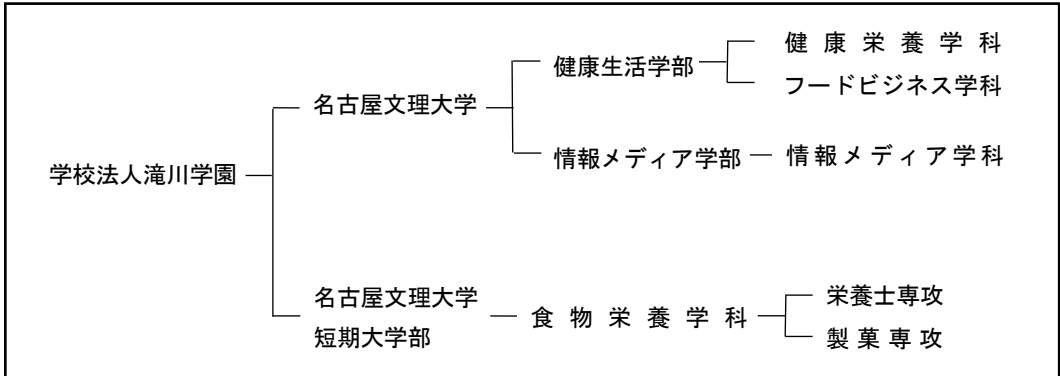 学校法人滝川学園
名古屋文理大学
健康生活学部
健康栄養学科
フードビジネス学科
情報メディア学部
情報メディア学科
名古屋文理大学
短期大学部
食物栄養学科
栄養士専攻
製菓専攻